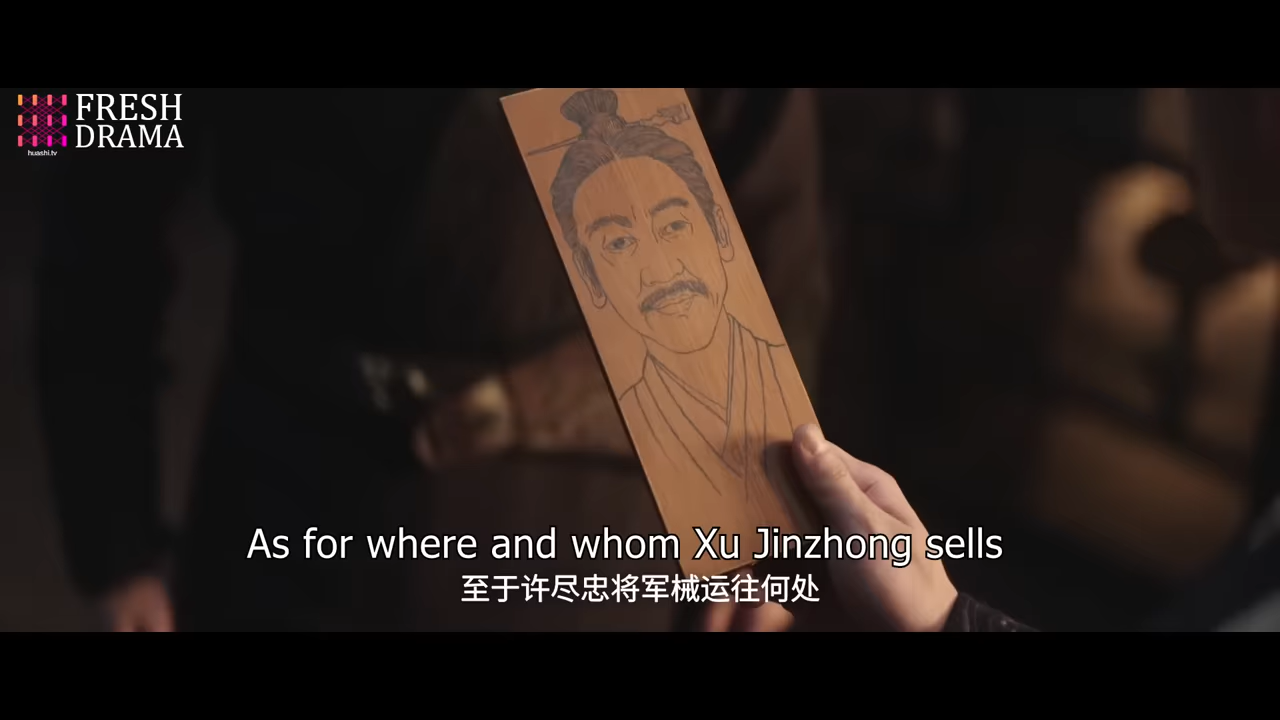 FRESH
DRAMA
huashi.tv
As for where and whom Xu Jinzhong sells
至于许尽忠将军械运往何处